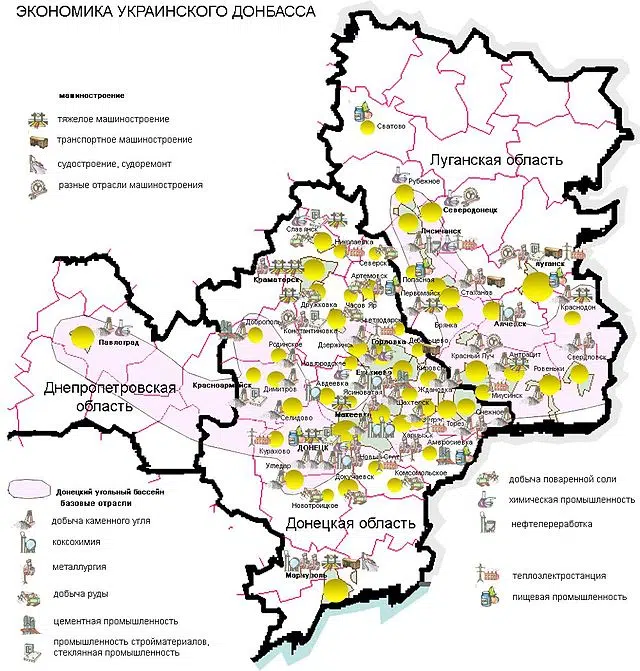 ЭКОНОМИКА УКРАИНСКОГО ДОНБАССА
машиностроение
тяжелое машиностроение
транспортное машиностроение
судостроение, судоремонт
разные отрасли машиностроения
Сватово
Луганская область
Рубежное
Северодонецк
Лисичанск
Славянск
Николаевка
Северск
Краматорск
Артемовск
Попасная
Луганск
Дружковка
Часов Яр
Первомайск
Стаханов
Краснодон
Доброполье
Константиновка
Светлодарск
Брянка
Алчевск
Родинское
Дзержинск
Горловка
Дебальцево
Павлоград
Новгородское
Енакиево
Красный Луч
Антрацит
Свердловск
Днепропетровская
область
Красноармейск
Димитров
Авдеевка
Ясиноватая
Кировское
Ждановка
Ровеньки
Миусинск
Селидово
Макеевка
Шахтерск
Торез
Снежное
Курахово
ДОНЕЦК
Харцызск
Амвросиевка
Угледар
Докучаевск
Комсомольское
Новотроицкое
Донецкая область
Мариуполь
Донецкий угольный бассейн
базовые отрасли
добыча каменного угля
коксохимия
металлургия
добыча руды
цементная промышленность
промышленность стройматериалов,
стеклянная промышленность
добыча поваренной соли
химическая промышленность
нефтепереработка
теплоэлектростанция
пищевая промышленность